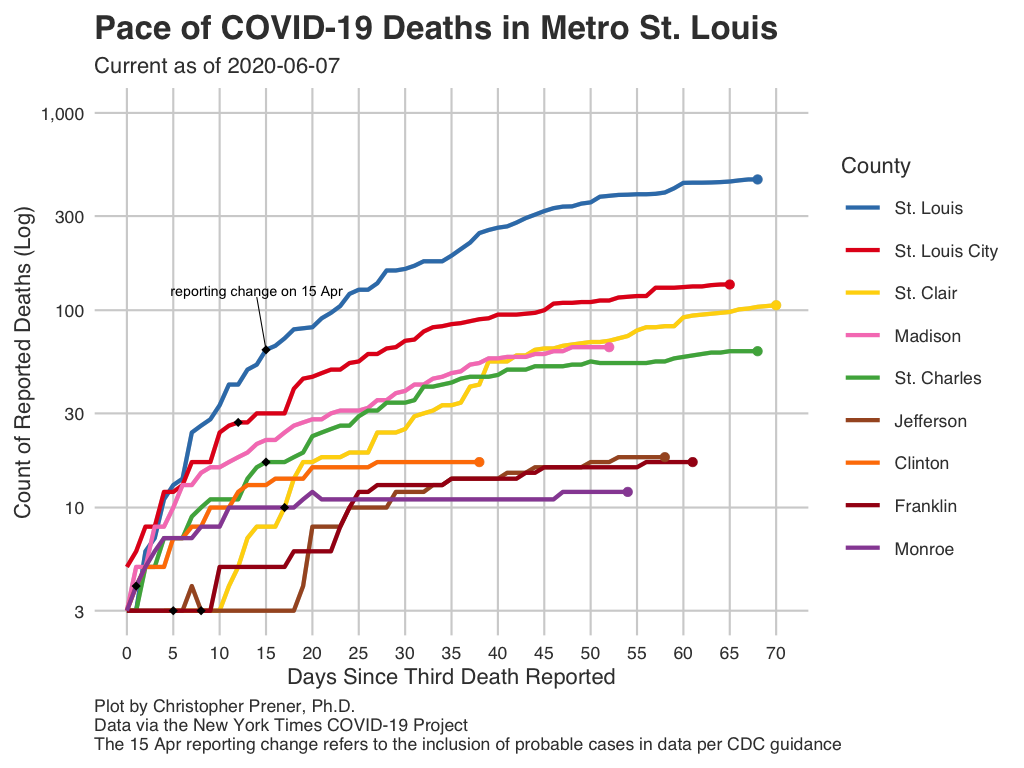 Pace of COVID-19 Deaths in Metro St. Louis
Current as of 2020-06-07
Count of Reported Deaths (Log)
1,000
300
100
30
10
3
reporting change on 15 Apr
0 5 10 15 20 25 30 35 40 45 50 55 60 65 70
Days Since Third Death Reported
County
St. Louis
St. Louis City
St. Clair
Madison
St. Charles
Jefferson
Clinton
Franklin
Monroe
Plot by Christopher Prener, Ph.D.
Data via the New York Times COVID-19 Project
The 15 Apr reporting change refers to the inclusion of probable cases in data per CDC guidance